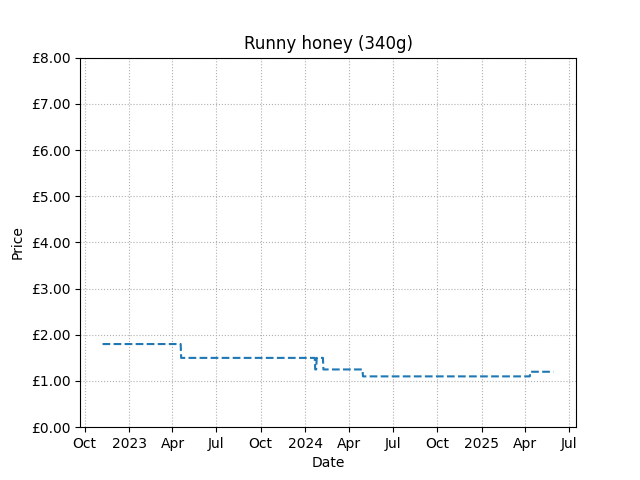 Runny honey (340g)
£8.00
£7.00
£6.00
£5.00
£4.00
£3.00
£2.00
£1.00
£0.00
Price
Oct 2023 Apr Jul Oct 2024 Apr Jul Oct 2025 Apr Jul
Date